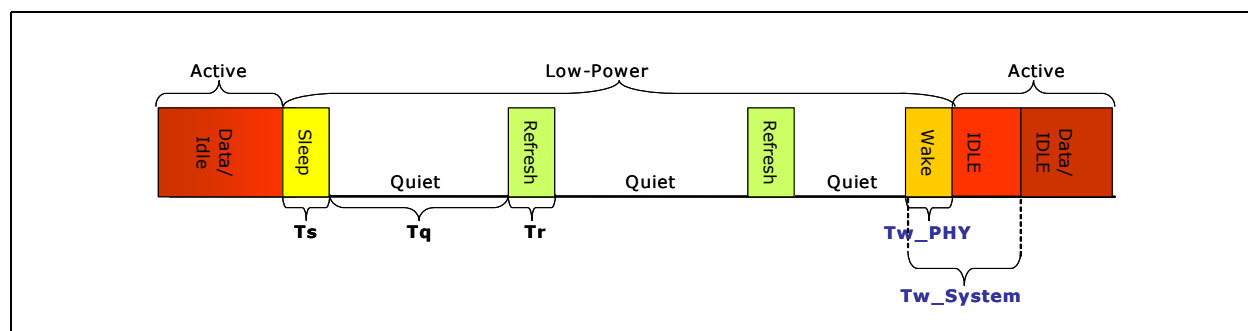 Active
Low-Power
Active
Data/
Idle
Sleep
Quiet
Refresh
Quiet
Refresh
Quiet
Wake
IDLE
Data/
IDLE
Ts
Tq
Tr
Tw_PHY
Tw_System